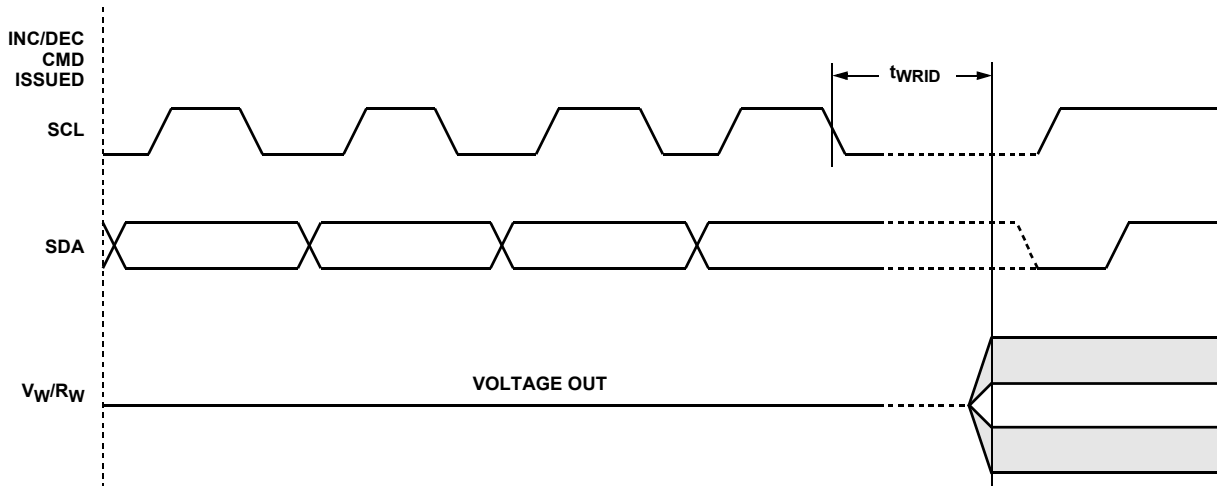 INC/DEC
CMD
ISSUED
tWRID
SCL
SDA
VOLTAGE OUT
VW/RW